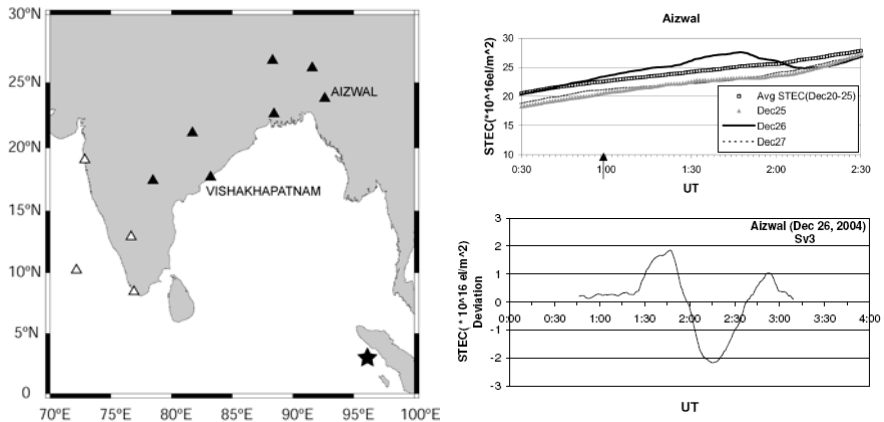 30°N
25°N
20°N
15°N
10°N
5°N
0
70°E 75°E 80°E 85°E 90°E 95°E 100°E
AIZWAL
VISHAKHAPATNAM
Aizwal
STEC(*10^16el/m^2)
30
25
20
15
10
0:30 1:00 1:30 2:00 2:30
UT
Avg STEC(Dec20-25)
Dec25
Dec26
Dec27
Aizwal (Dec 26, 2004)
Sv3
STEC( * 10^16 el/m^2)
Deviation
3
2
1
0
-1
-2
-3
0:00 0:30 1:00 1:30 2:00 2:30 3:00 3:30 4:00
UT